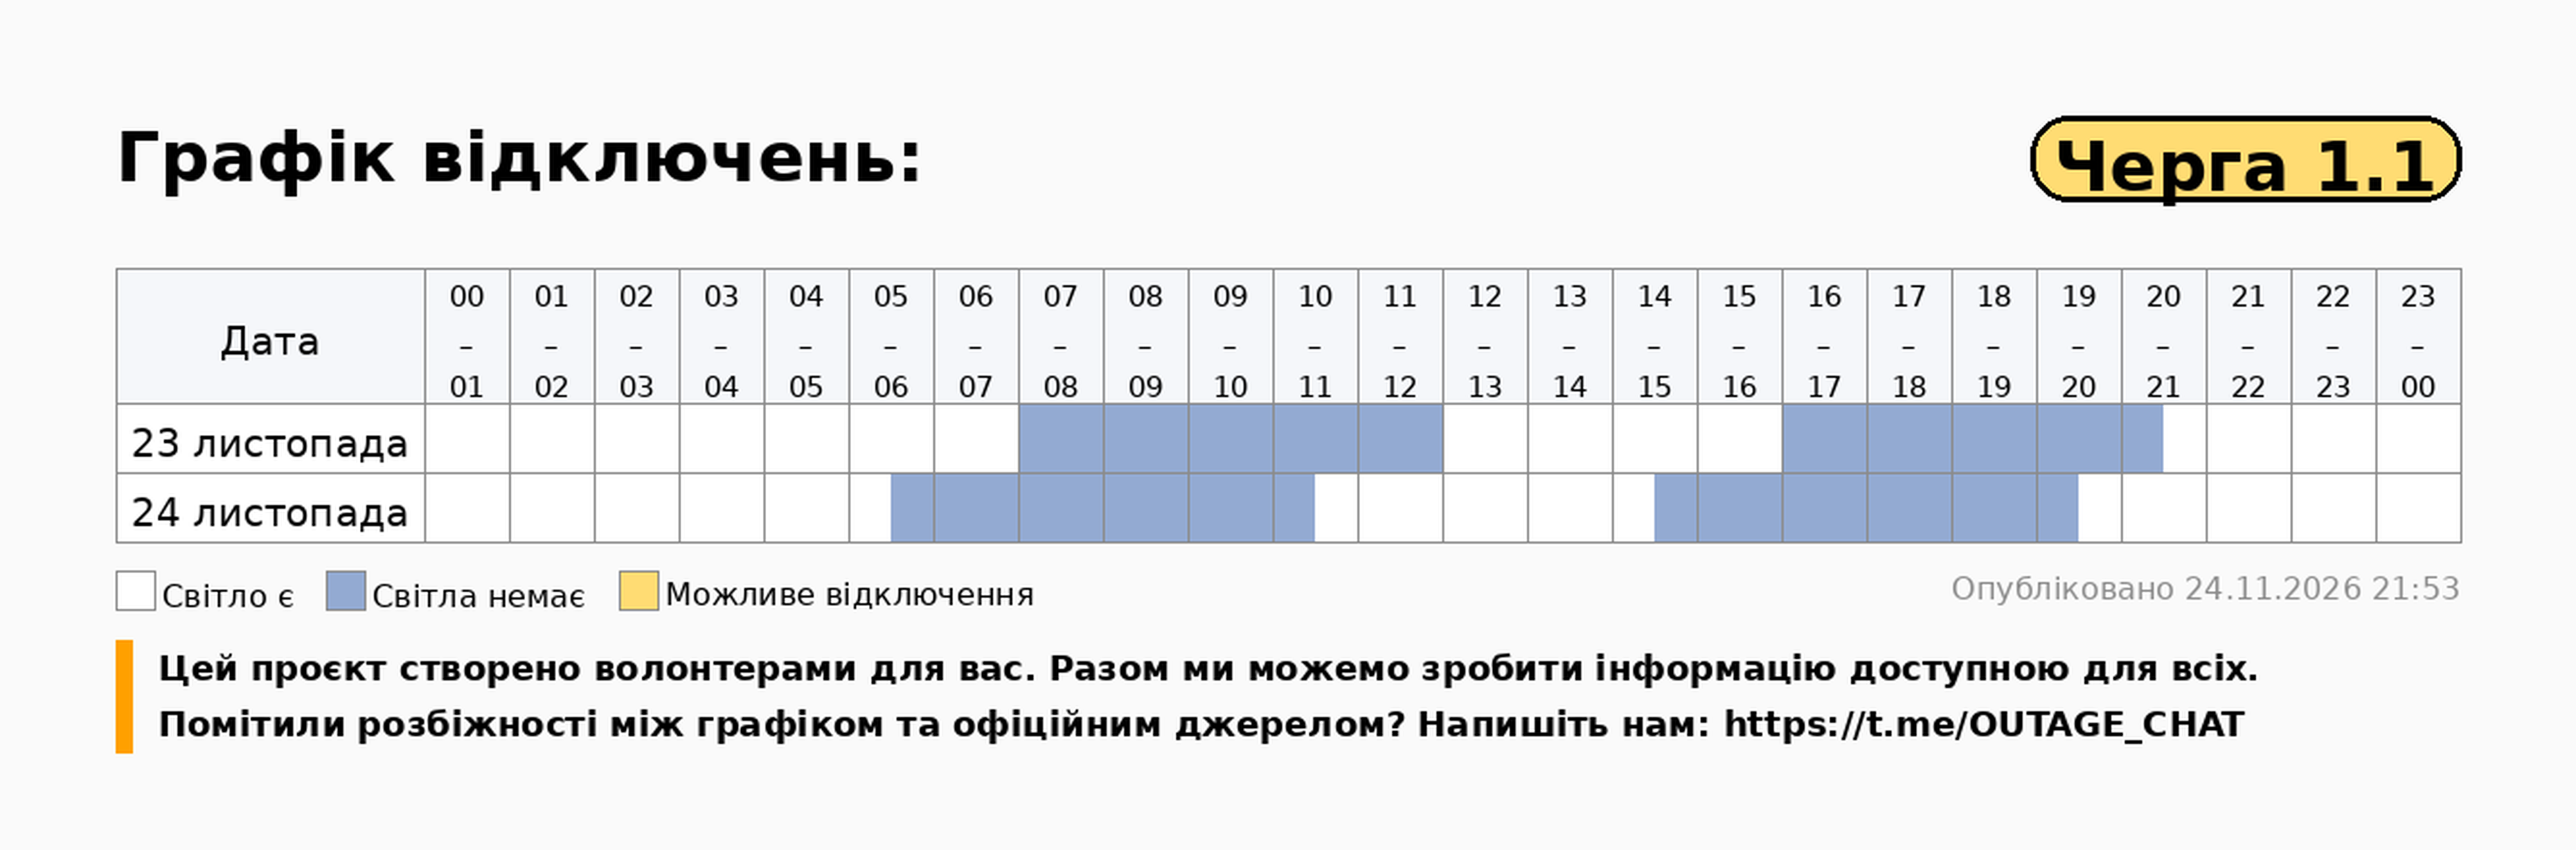 Графік відключень:
Черга 1.1
Дата 00 – 01 01 – 02 02 – 03 03 – 04 04 – 05 05 – 06 06 – 07 07 – 08 08 – 09 09 – 10 10 – 11 11 – 12 12 – 13 13 – 14 14 – 15 15 – 16 16 – 17 17 – 18 18 – 19 19 – 20 20 – 21 21 – 22 22 – 23 23 – 00
23 листопада
24 листопада
Світло є Світла немає Можливе відключення
Опубліковано 24.11.2026 21:53
Цей проєкт створено волонтерами для вас. Разом ми можемо зробити інформацію доступною для всіх.
Помітили розбіжності між графіком та офіційним джерелом? Напишіть нам: https://t.me/OUTAGE_CHAT